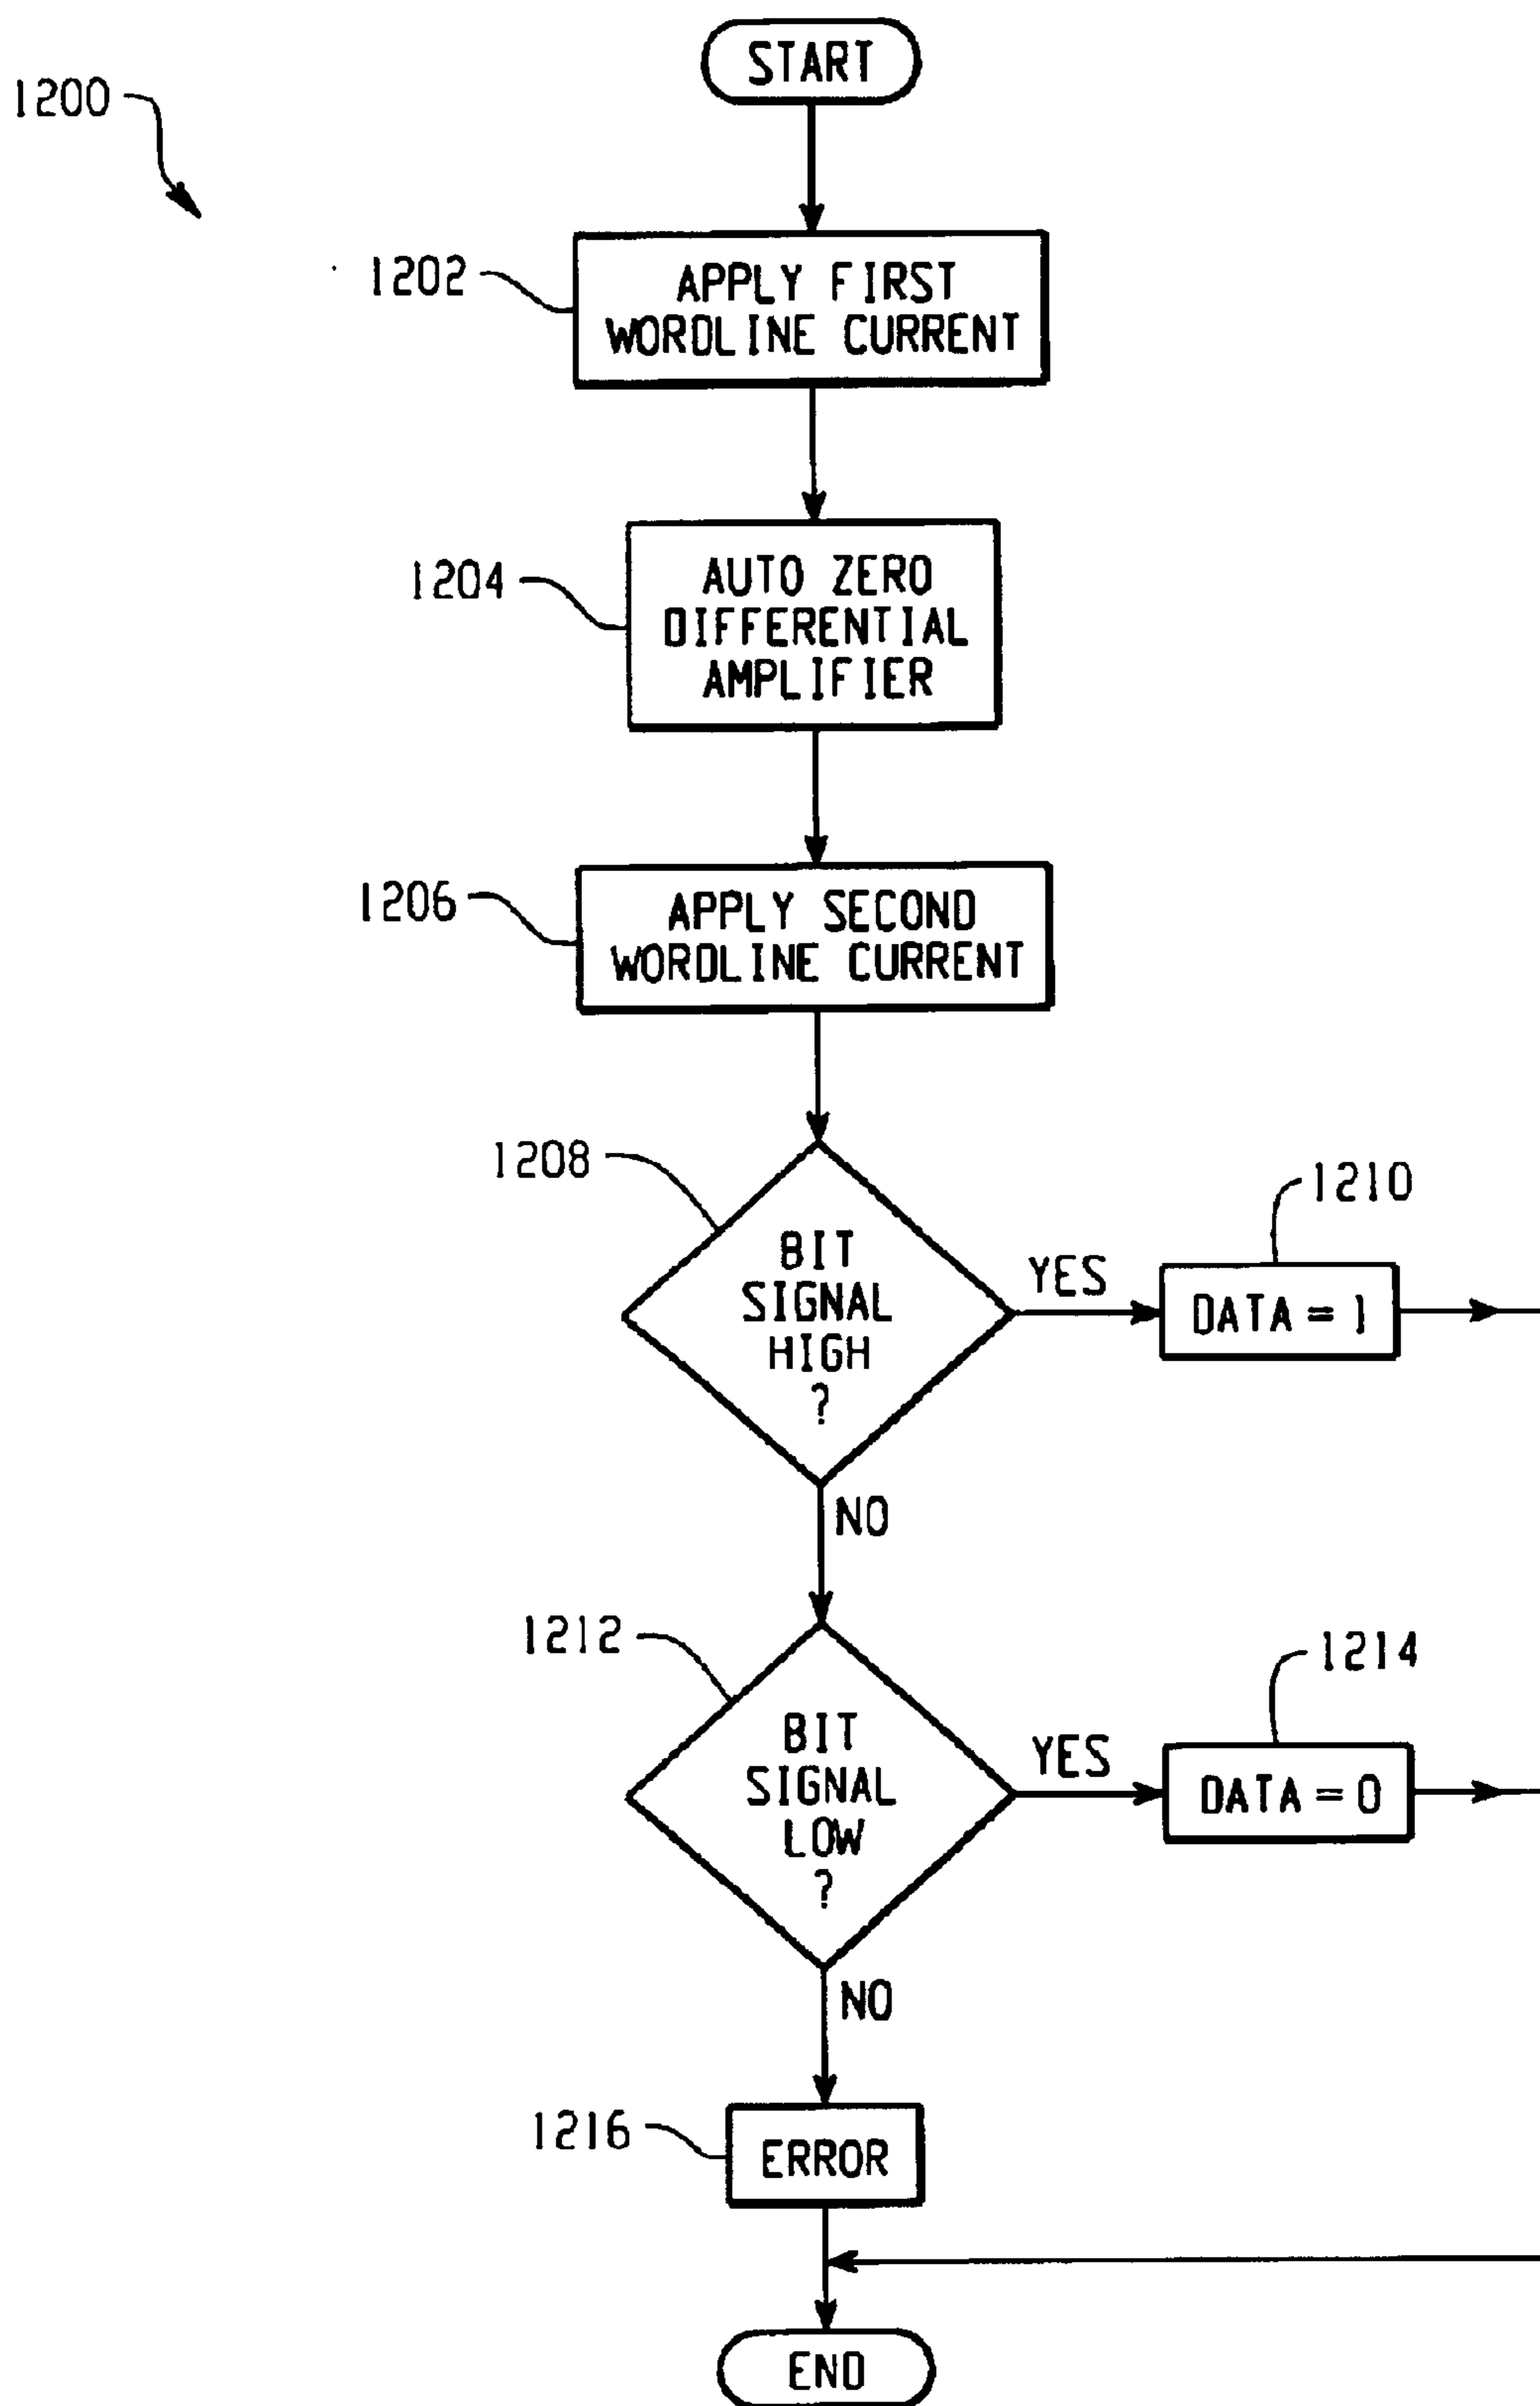 START
1200
1202
APPLY FIRST
WORDLINE CURRENT
1204
AUTO ZERO
DIFFERENTIAL
AMPLIFIER
1206
APPLY SECOND
WORDLINE CURRENT
1208
BIT
SIGNAL
HIGH
?
YES
1210
DATA = 1
NO
1212
BIT
SIGNAL
LOW
?
YES
1214
DATA = 0
NO
1216
ERROR
END